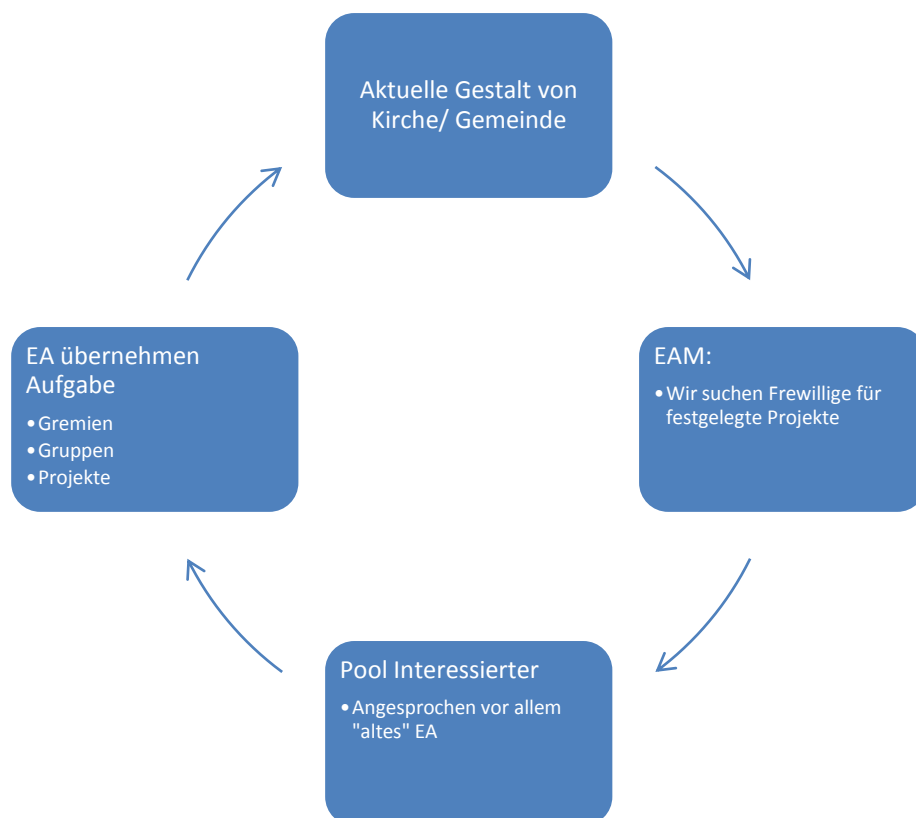 Aktuelle Gestalt von
Kirche/ Gemeinde
EAM:
•Wir suchen Frewillige für
festgelegte Projekte
Pool Interessierter
•Angesprochen vor allem
"altes" EA
EA übernehmen
Aufgabe
•Gremien
•Gruppen
•Projekte